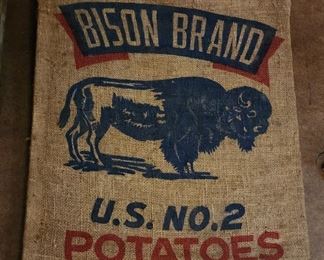 BISON BRAND
U.S. NO.2
POTATOES